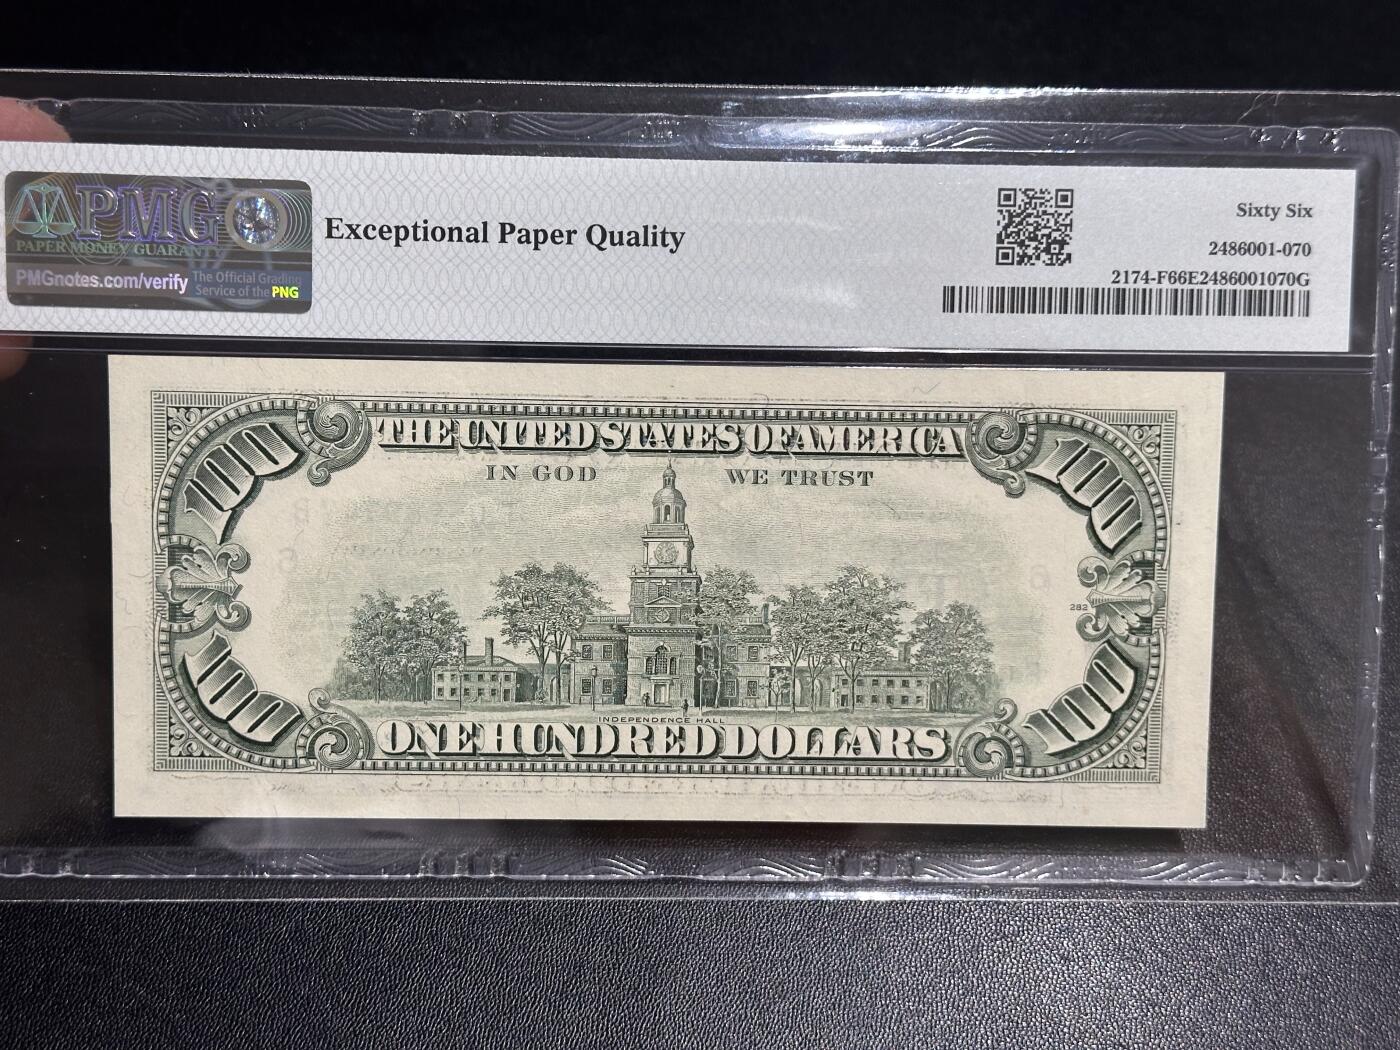 PMG
PAPER MONEY GUARANTY
PMGnotes.com/verify
The Official Grading
Service of the PNG
Exceptional Paper Quality
Sixty Six
2486001-070
2174-F66E2486001070G
100
THE UNITED STATES OF AMERICA
100
IN GOD WE TRUST
282
100
INDEPENDENCE HALL
100
ONE HUNDRED DOLLARS